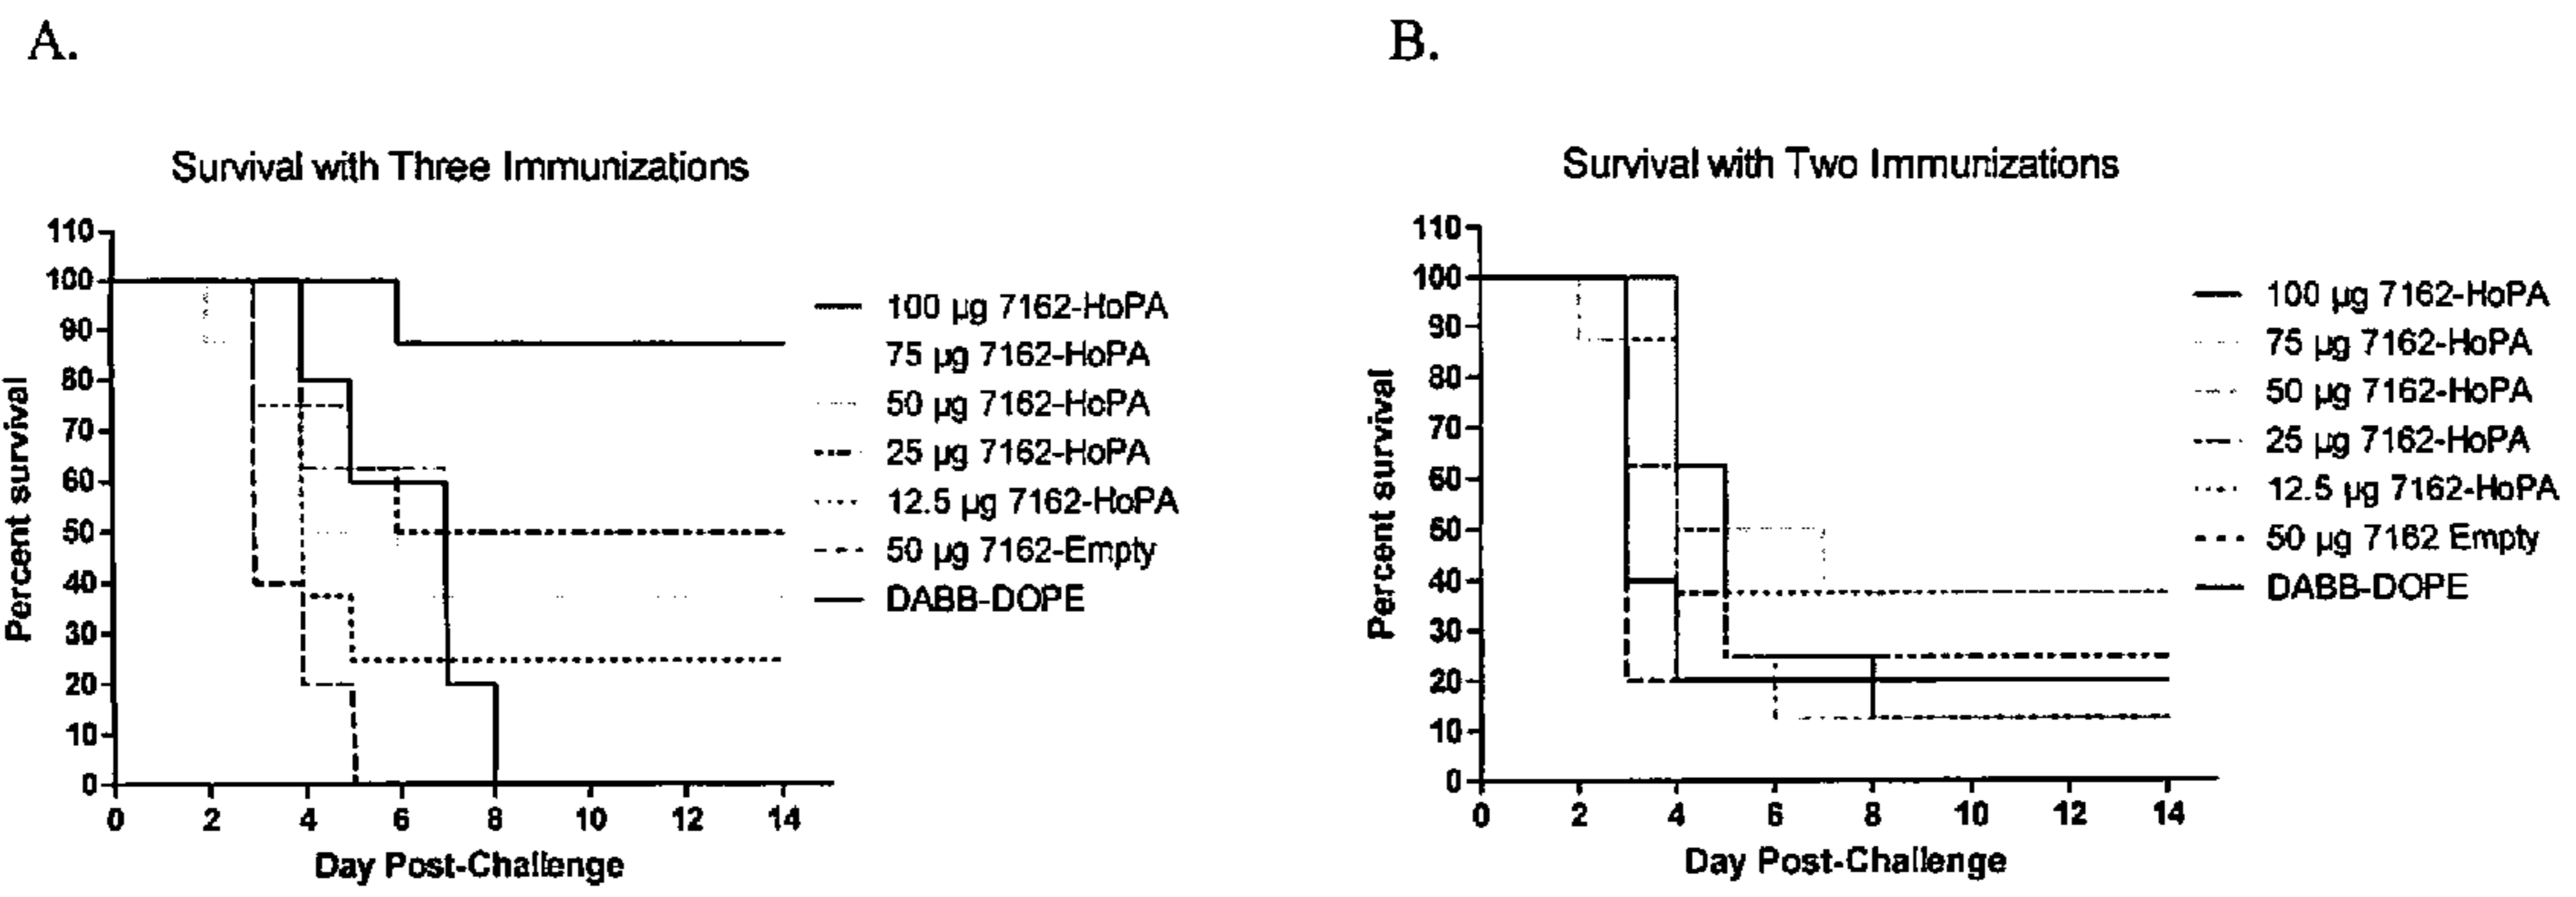 A.
B.
Survival with Three Immunizations
110
100
90
80
70
60
50
40
30
20
10
0
0 2 4 6 8 10 12 14
Percent survival
Day Post-Challenge
100 µg 7162-HoPA
75 µg 7162-HoPA
50 µg 7162-HoPA
25 µg 7162-HoPA
12.5 µg 7162-HoPA
50 µg 7162-Empty
DABB-DOPE
Survival with Two Immunizations
110
100
90
80
70
60
50
40
30
20
10
0
0 2 4 6 8 10 12 14
Percent survival
Day Post-Challenge
100 µg 7162-HoPA
75 µg 7162-HoPA
50 µg 7162-HoPA
25 µg 7162-HoPA
12.5 µg 7162-HoPA
50 µg 7162 Empty
DABB-DOPE